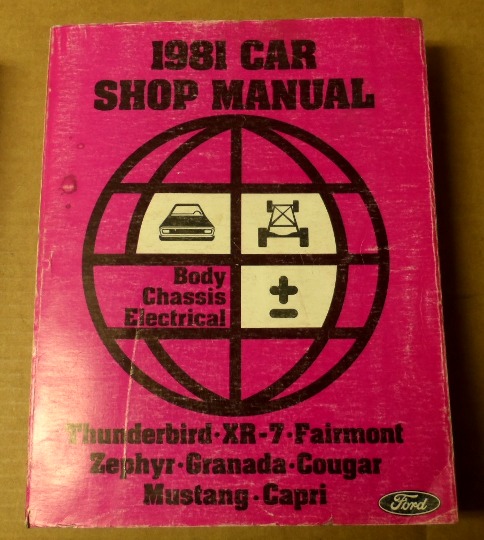 1981 CAR
SHOP MANUAL
Body
Chassis
Electrical
Thunderbird·XR-7·Fairmont
Zephyr·Granada·Cougar
Mustang·Capri
Ford